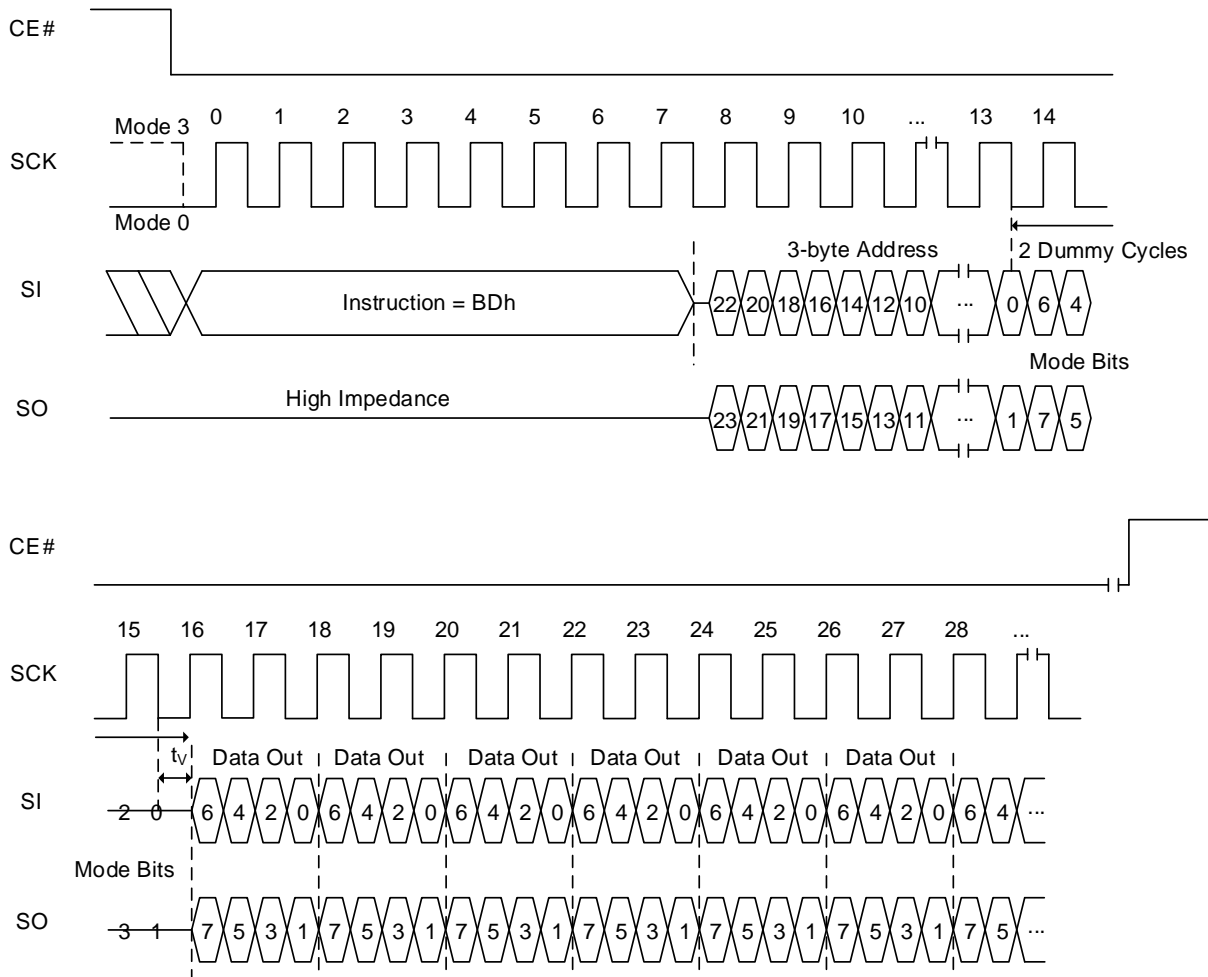 CE#
0 1 2 3 4 5 6 7 8 9 10 ... 13 14
Mode 3
SCK
Mode 0
3-byte Address 2 Dummy Cycles
SI
Instruction = BDh 22 20 18 16 14 12 10 ... 0 6 4
Mode Bits
High Impedance
SO
23 21 19 17 15 13 11 ... 1 7 5
CE#
15 16 17 18 19 20 21 22 23 24 25 26 27 28 ...
SCK
tV Data Out Data Out Data Out Data Out Data Out Data Out
SI 2 0 6 4 2 0 6 4 2 0 6 4 2 0 6 4 2 0 6 4 2 0 6 4 2 0 6 4 ...
Mode Bits
SO 3 1 7 5 3 1 7 5 3 1 7 5 3 1 7 5 3 1 7 5 3 1 7 5 3 1 7 5 ...